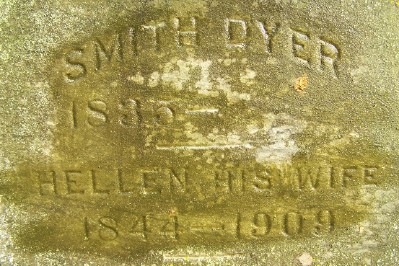 SMITH DYER
1835—
HELLEN, HIS WIFE
1844—1909